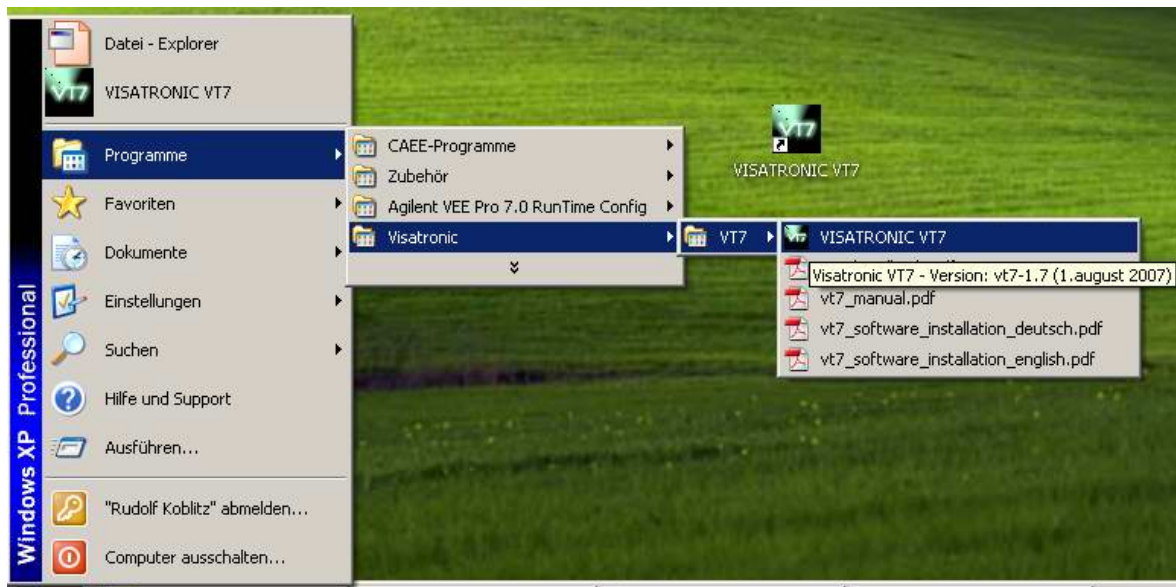 Windows XP Professional
Datei - Explorer
VISATRONIC VT7
Programme
Favoriten
Dokumente
Einstellungen
Suchen
Hilfe und Support
Ausführen...
"Rudolf Koblitz" abmelden...
Computer ausschalten...
CAEE-Programme
Zubehör
Agilent VEE Pro 7.0 RunTime Config
Visatronic
VT7
VISATRONIC VT7
Visatronic VT7 - Version: vt7-1.7 (1.august 2007)
vt7_manual.pdf
vt7_software_installation_deutsch.pdf
vt7_software_installation_english.pdf
VT7
VISATRONIC VT7